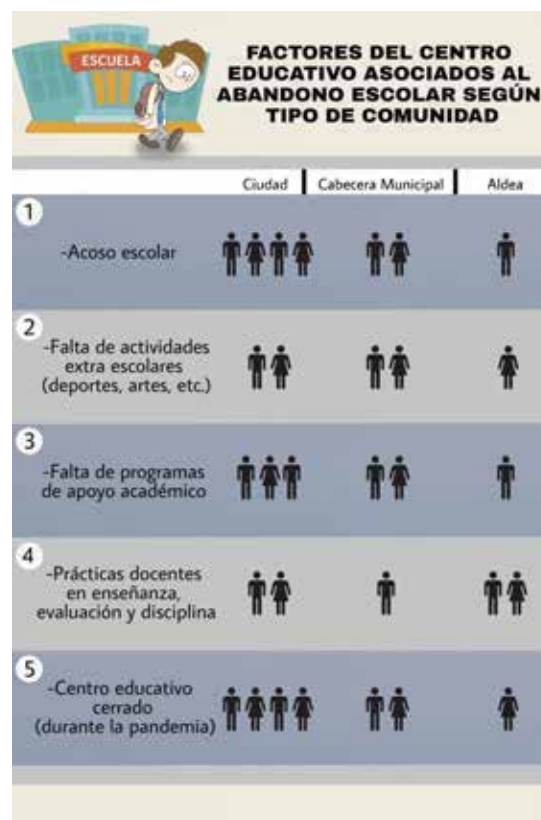 ESCUELA
FACTORES DEL CENTRO
EDUCATIVO ASOCIADOS AL
ABANDONO ESCOLAR SEGÚN
TIPO DE COMUNIDAD
Ciudad | Cabecera Municipal | Aldea
1
-Acoso escolar
2
-Falta de actividades
extra escolares
(deportes, artes, etc.)
3
-Falta de programas
de apoyo académico
4
-Prácticas docentes
en enseñanza,
evaluación y disciplina
5
-Centro educativo
cerrado
(durante la pandemia)